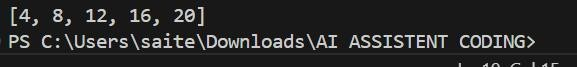 [4, 8, 12, 16, 20]
PS C:\Users\saite\Downloads\AI ASSISTENT CODING>